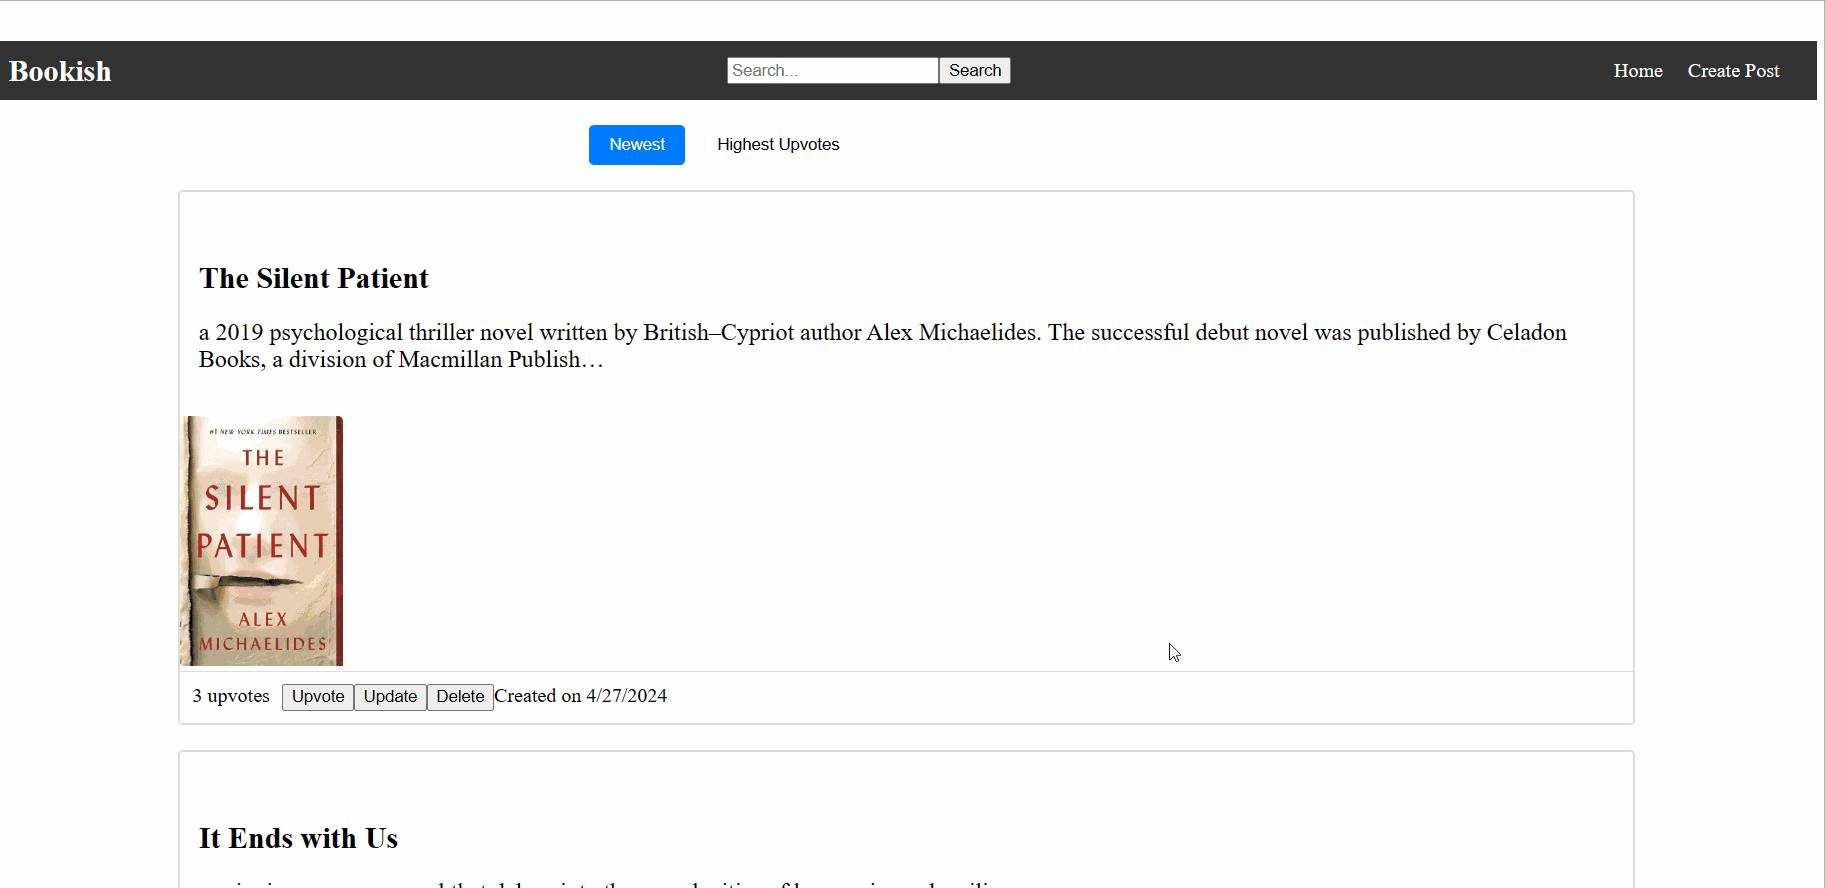 Bookish
Search...
Search
Home
Create Post
Newest
Highest Upvotes
The Silent Patient
a 2019 psychological thriller novel written by British–Cypriot author Alex Michaelides. The successful debut novel was published by Celadon
Books, a division of Macmillan Publish…
#1 NEW YORK TIMES BESTSELLER
THE
SILENT
PATIENT
ALEX
MICHAELIDES
3 upvotes
Upvote
Update
Delete
Created on 4/27/2024
It Ends with Us